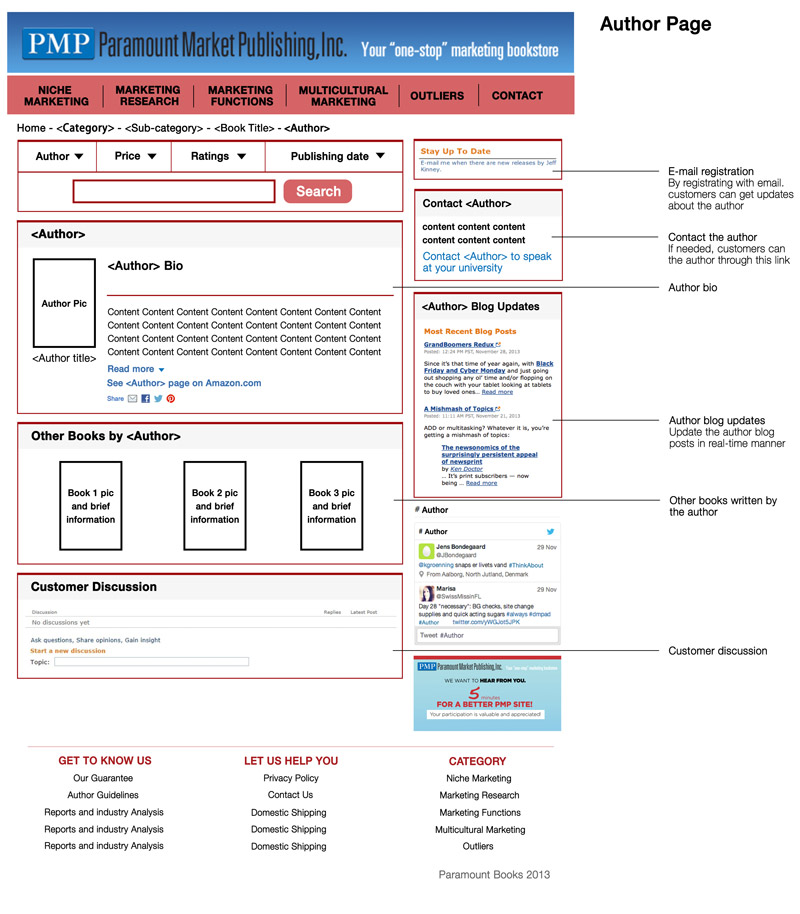 Author Page
PMP Paramount Market Publishing, Inc. Your "one-stop" marketing bookstore
NICHE MARKETING
MARKETING RESEARCH
MARKETING FUNCTIONS
MULTICULTURAL MARKETING
OUTLIERS
CONTACT
Home - <Category> - <Sub-category> - <Book Title> - <Author>
Author Price Ratings Publishing date
Search
<Author>
Author Pic
<Author title>
<Author> Bio
Content Content Content Content Content Content Content
Content Content Content Content Content Content Content
Content Content Content Content Content Content Content
Content Content Content Content Content Content Content
Read more
See <Author> page on Amazon.com
Share
Other Books by <Author>
Book 1 pic
and brief
information
Book 2 pic
and brief
information
Book 3 pic
and brief
information
Customer Discussion
Discussion Replies Latest Post
No discussions yet
Ask questions, Share opinions, Gain insight
Start a new discussion
Topic:
Stay Up To Date
E-mail me when there are new releases by Jeff
Kinney.
Contact <Author>
content content content
content content content
Contact <Author> to speak
at your university
<Author> Blog Updates
Most Recent Blog Posts
GrandBoomers Redux
Posted: 12:24 PM PST, November 28, 2013
Since it's that time of year again, with Black
Friday and Cyber Monday and just going
out shopping any ol' time and/or flopping on
the couch with your tablet looking at tablets
to buy loved ones... Read more
A Mishmash of Topics
Posted: 11:11 AM PST, November 21, 2013
ADD or multitasking? Whatever it is, you're
getting a mishmash of topics:
The newsonomics of the
surprisingly persistent appeal
of newsprint
by Ken Doctor
... It's print subscribers — now
being ... Read more
# Author
# Author
Jens Bondegaard 29 Nov
@JBondegaard
@kgroenning snaps er livets vand #ThinkAbout
From Aalborg, North Jutland, Denmark
Marisa 29 Nov
@SwissMissinFL
Day 28 "necessary": BG checks, site change
supplies and quick acting sugars #always #dmpad
#Author twitter.com/yWGJot5JPK
Tweet #Author
PMP Paramount Market Publishing, Inc. Your "one-stop" marketing bookstore
WE WANT TO HEAR FROM YOU.
5 minutes
FOR A BETTER PMP SITE!
Your participation is valuable and appreciated!
E-mail registration
By registrating with email.
customers can get updates
about the author
Contact the author
If needed, customers can
the author through this link
Author bio
Author blog updates
Update the author blog
posts in real-time manner
Other books written by
the author
Customer discussion
GET TO KNOW US
Our Guarantee
Author Guidelines
Reports and industry Analysis
Reports and industry Analysis
Reports and industry Analysis
LET US HELP YOU
Privacy Policy
Contact Us
Domestic Shipping
Domestic Shipping
Domestic Shipping
CATEGORY
Niche Marketing
Marketing Research
Marketing Functions
Multicultural Marketing
Outliers
Paramount Books 2013